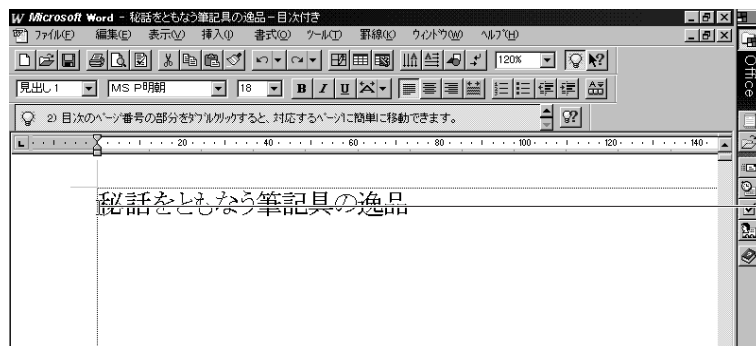 Microsoft Word - 秘話をともなう筆記具の逸品-目次付き
ファイル(F) 編集(E) 表示(V) 挿入(I) 書式(O) ツール(T) 罫線(K) ウィンドウ(W) ヘルプ(H)
120%
見出し1 MS P明朝 18 B I U
2) 目次のページ番号の部分をダブルクリックすると、対応するページに簡単に移動できます。
20 40 60 80 100 120 140
秘話をともなう筆記具の逸品
Office